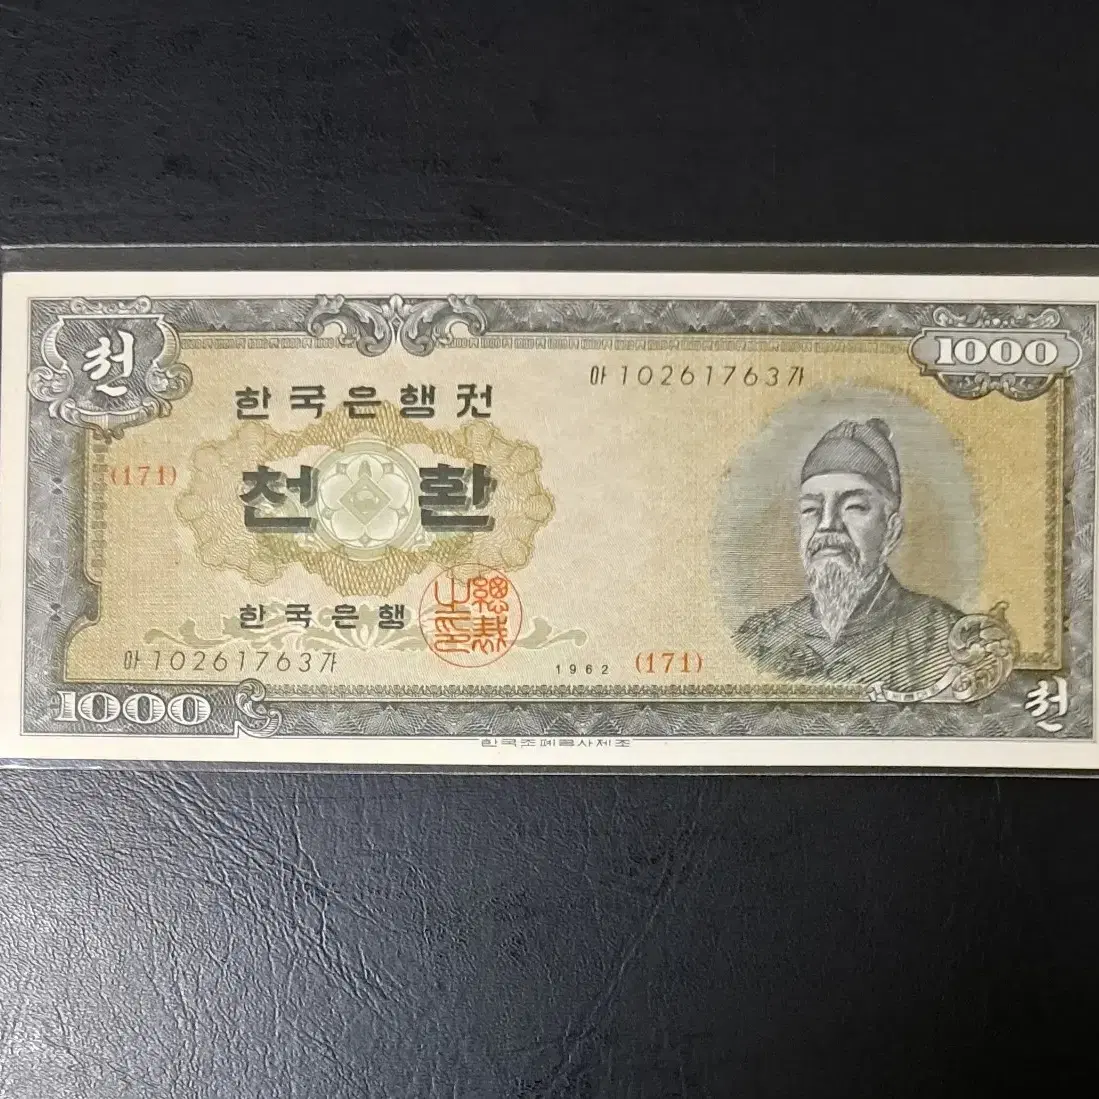 천
1000
아102617637가
한국은행권
(171)
천 환
總裁之印
한국은행
아102617637가
1962
(171)
1000
천
한국조폐공사제조